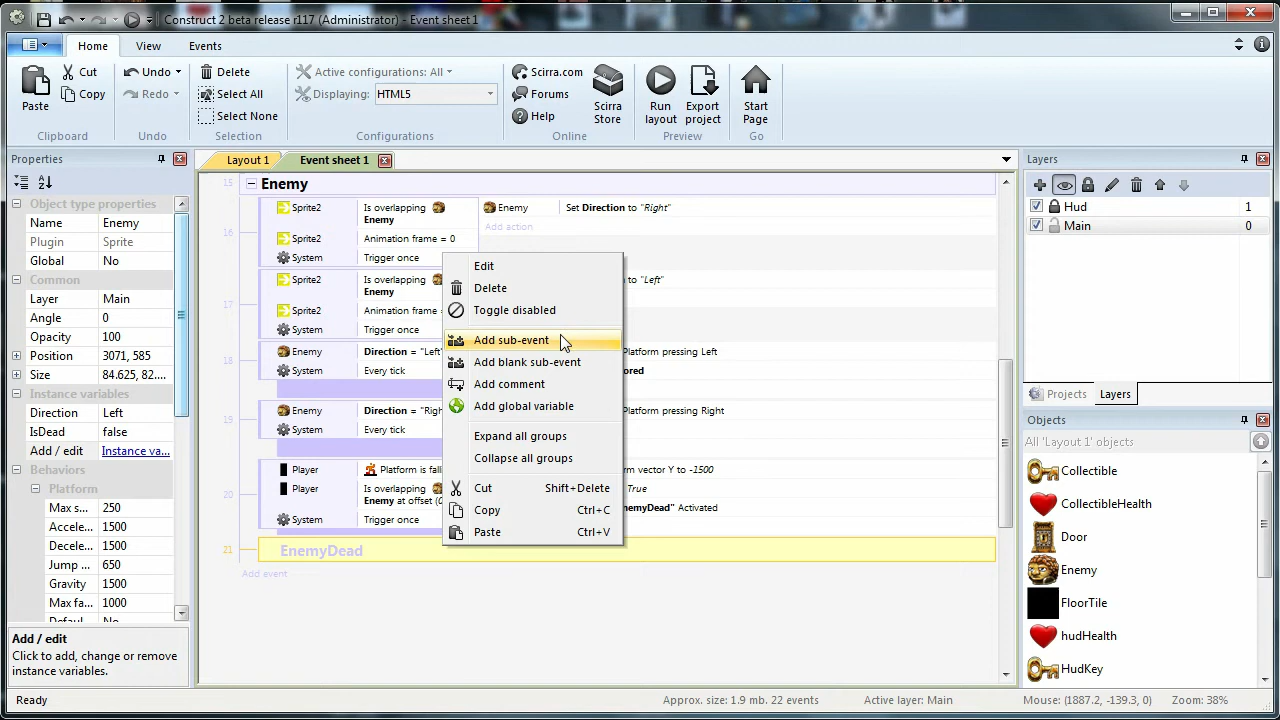 Construct 2 beta release r117 (Administrator) - Event sheet 1
Home
View
Events
Paste
Cut
Copy
Clipboard
Undo
Redo
Undo
Delete
Select All
Select None
Selection
Active configurations: All
Displaying:
HTML5
Configurations
Scirra.com
Forums
Help
Scirra
Store
Online
Run
layout
Export
project
Preview
Start
Page
Go
Properties
Object type properties
Name
Enemy
Plugin
Sprite
Global
No
Common
Layer
Main
Angle
0
Opacity
100
Position
3071, 585
Size
84.625, 82....
Instance variables
Direction
Left
IsDead
false
Add / edit
Instance va...
Behaviors
Platform
Max s...
250
Accele...
1500
Decele...
1500
Jump ...
650
Gravity
1500
Max fa...
1000
Add / edit
Click to add, change or remove
instance variables.
Layout 1
Event sheet 1
15
Enemy
16
Sprite2
Is overlapping
Enemy
Sprite2
Animation frame = 0
System
Trigger once
Enemy
Set Direction to "Right"
Add action
17
Sprite2
Is overlapping
Enemy
Sprite2
Animation frame =
System
Trigger once
"Left"
18
Enemy
Direction = "Left"
System
Every tick
Platform pressing Left
ored
19
Enemy
Direction = "Righ
System
Every tick
Platform pressing Right
20
Player
Platform is fall
Player
Is overlapping
Enemy at offset (0
System
Trigger once
rm vector Y to -1500
True
nemyDead" Activated
21
EnemyDead
Add event
Edit
Delete
Toggle disabled
Add sub-event
Add blank sub-event
Add comment
Add global variable
Expand all groups
Collapse all groups
Cut
Shift+Delete
Copy
Ctrl+C
Paste
Ctrl+V
Layers
Hud
1
Main
0
Projects
Layers
Objects
All 'Layout 1' objects
Collectible
CollectibleHealth
Door
Enemy
FloorTile
hudHealth
HudKey
Ready
Approx. size: 1.9 mb. 22 events
Active layer: Main
Mouse: (1887.2, -139.3, 0)
Zoom: 38%